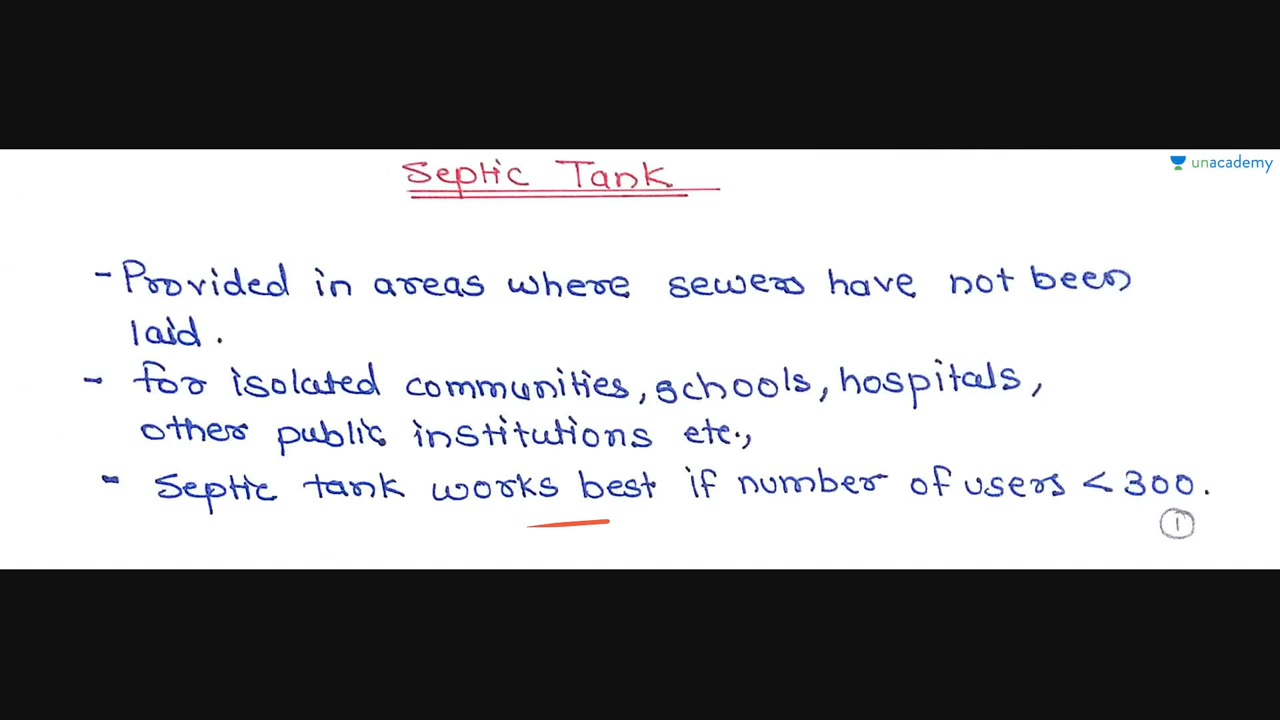 Septic Tank
unacademy
- Provided in areas where sewers have not been
laid.
- for isolated communities, schools, hospitals,
other public institutions etc.,
- Septic tank works best if number of users < 300.
1